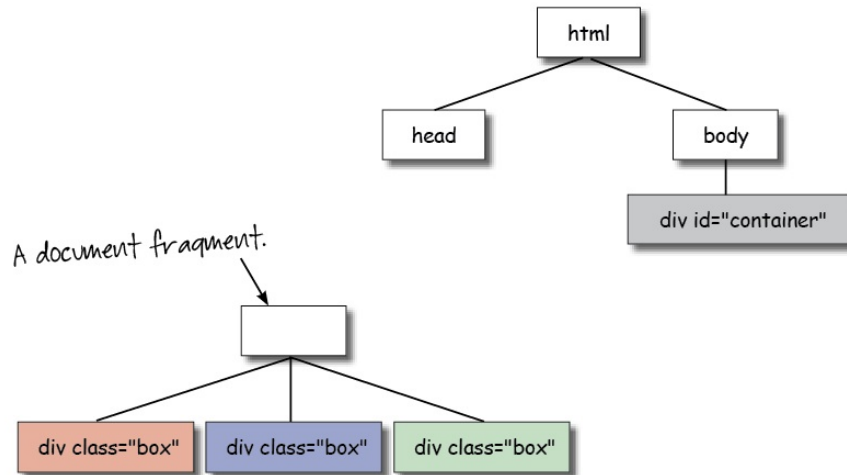 html
head
body
div id="container"
A document fragment.
div class="box"
div class="box"
div class="box"